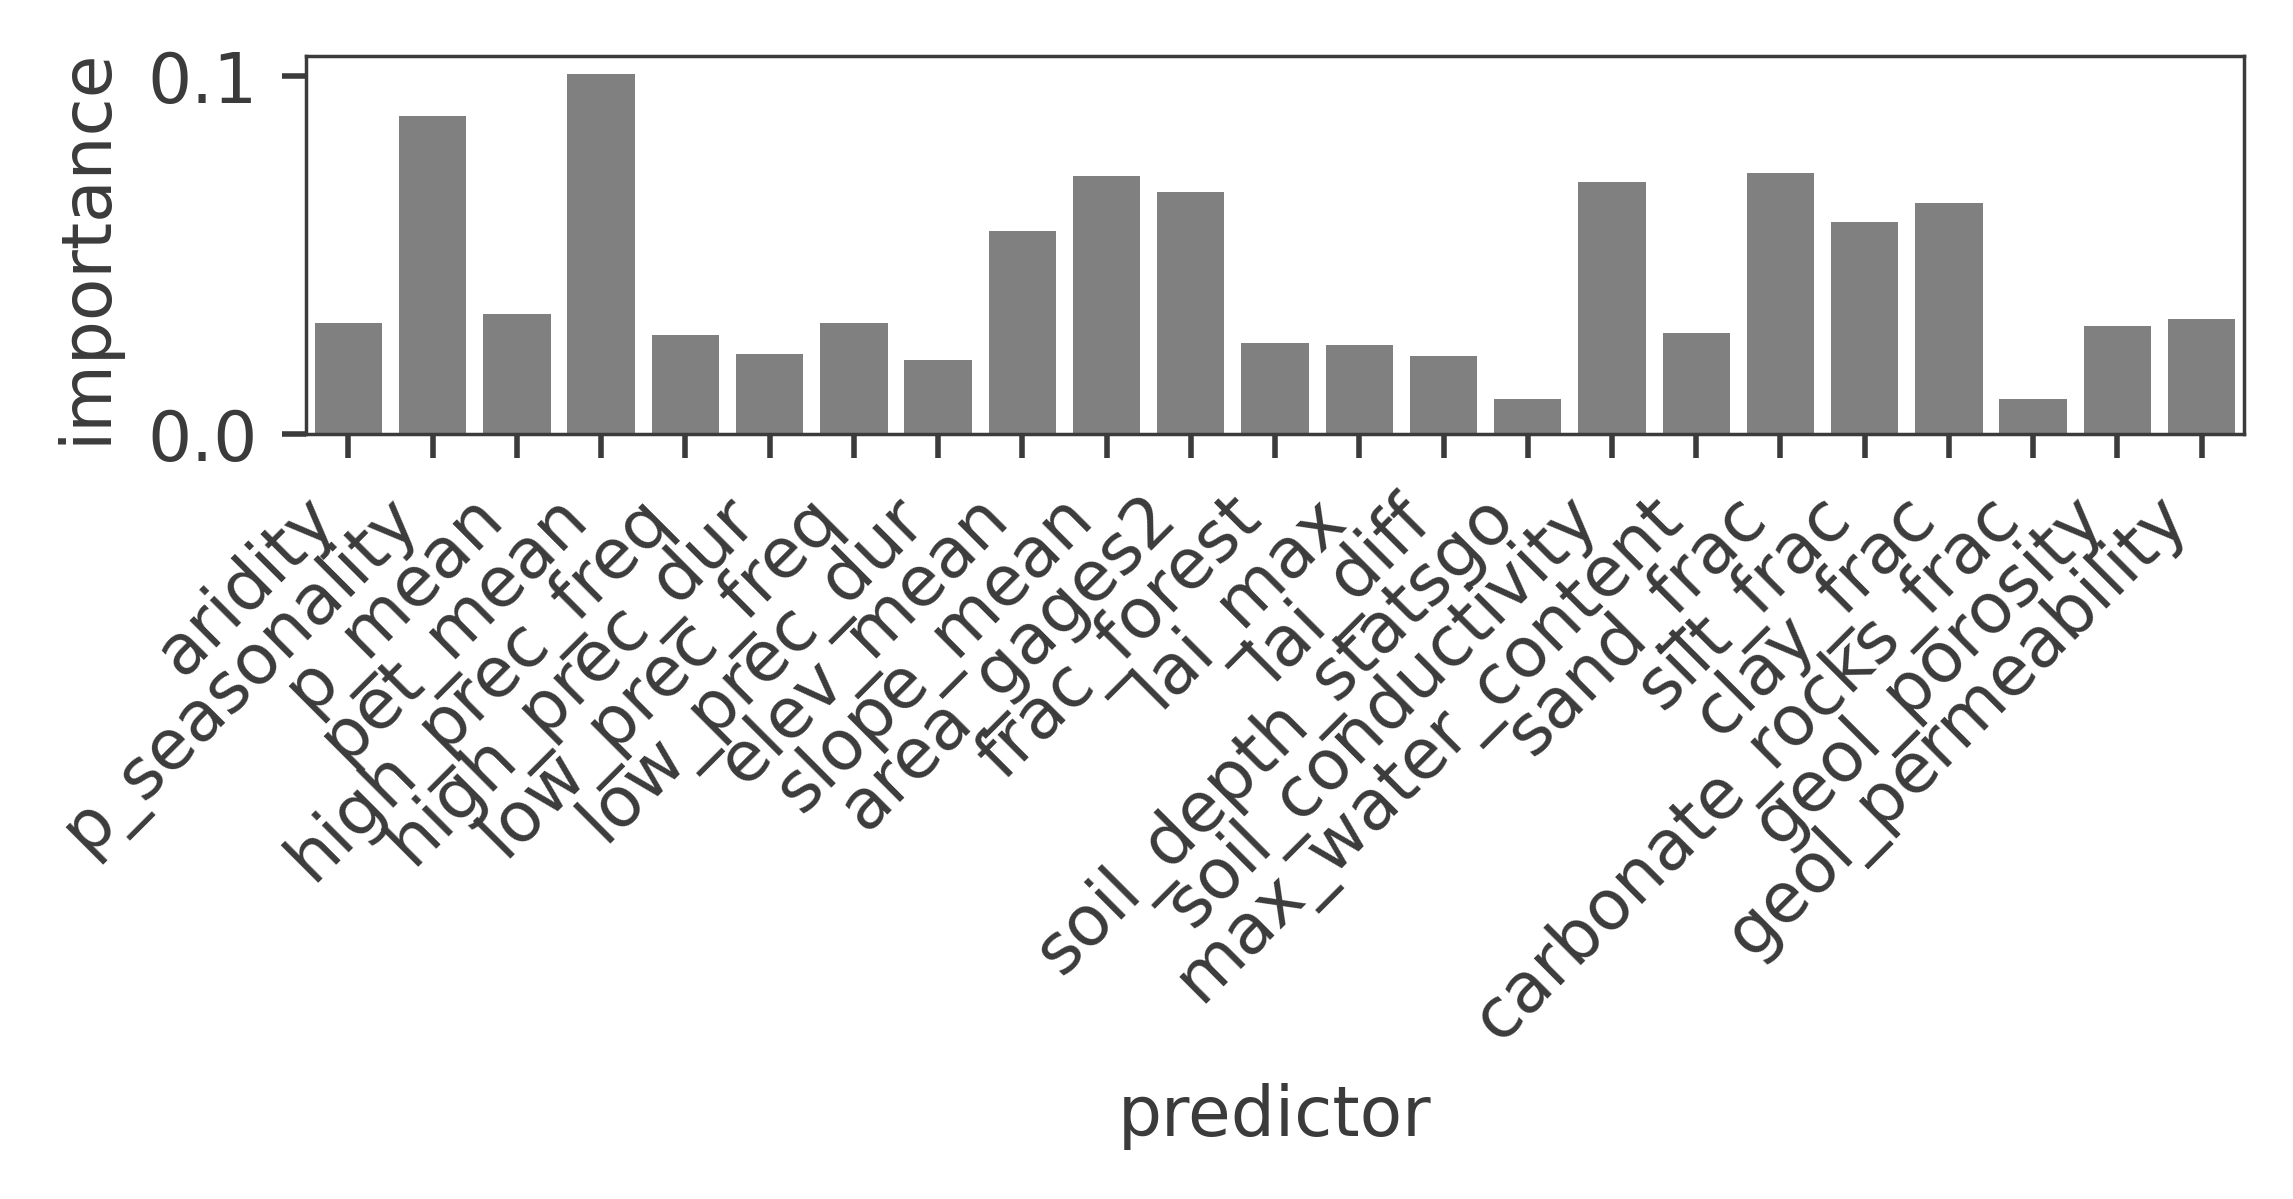 importance
0.1
0.0
aridity
p_seasonality
p_mean
pet_mean
high_prec_freq
high_prec_dur
low_prec_freq
low_prec_dur
elev_mean
slope_mean
area_gages2
frac_forest
lai_max
lai_diff
soil_depth_statsgo
soil_conductivity
max_water_content
sand_frac
silt_frac
clay_frac
carbonate_rocks_frac
geol_porosity
geol_permeability
predictor